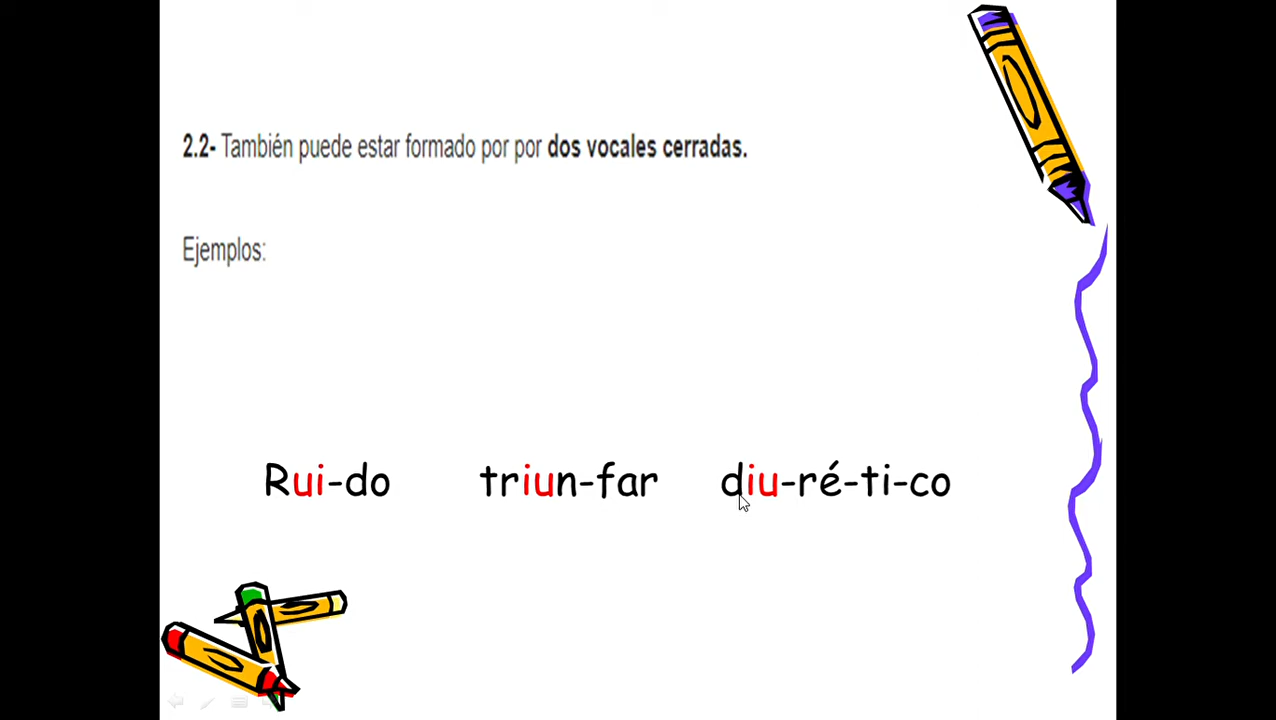 2.2- También puede estar formado por por dos vocales cerradas.
Ejemplos:
Rui-do triun-far diu-ré-ti-co